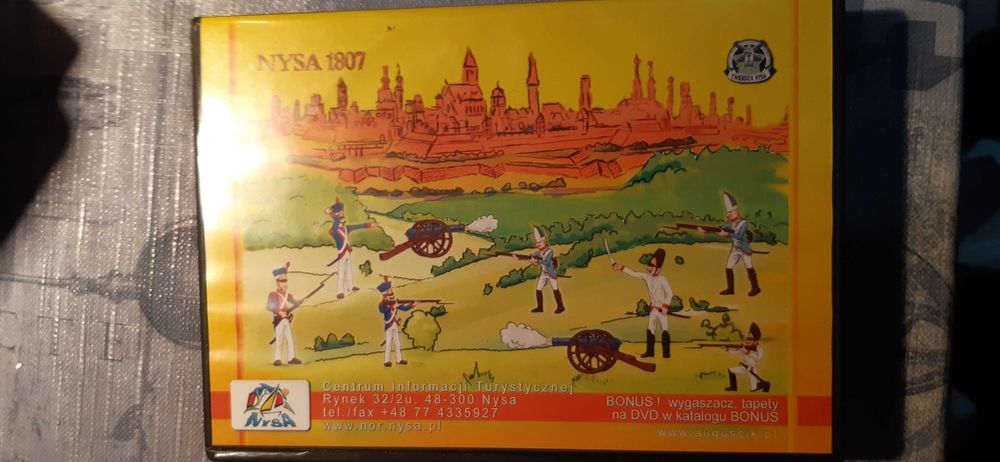 NYSA 1807
TWIERDZA NYSA
Centrum Informacji Turystycznej
Rynek 32/2u, 48-300 Nysa
tel./fax +48 77 4335927
www.nor.nysa.pl
NYSA
BONUS ! wygaszacz, tapety
na DVD w katalogu BONUS
www.auguscik.pl